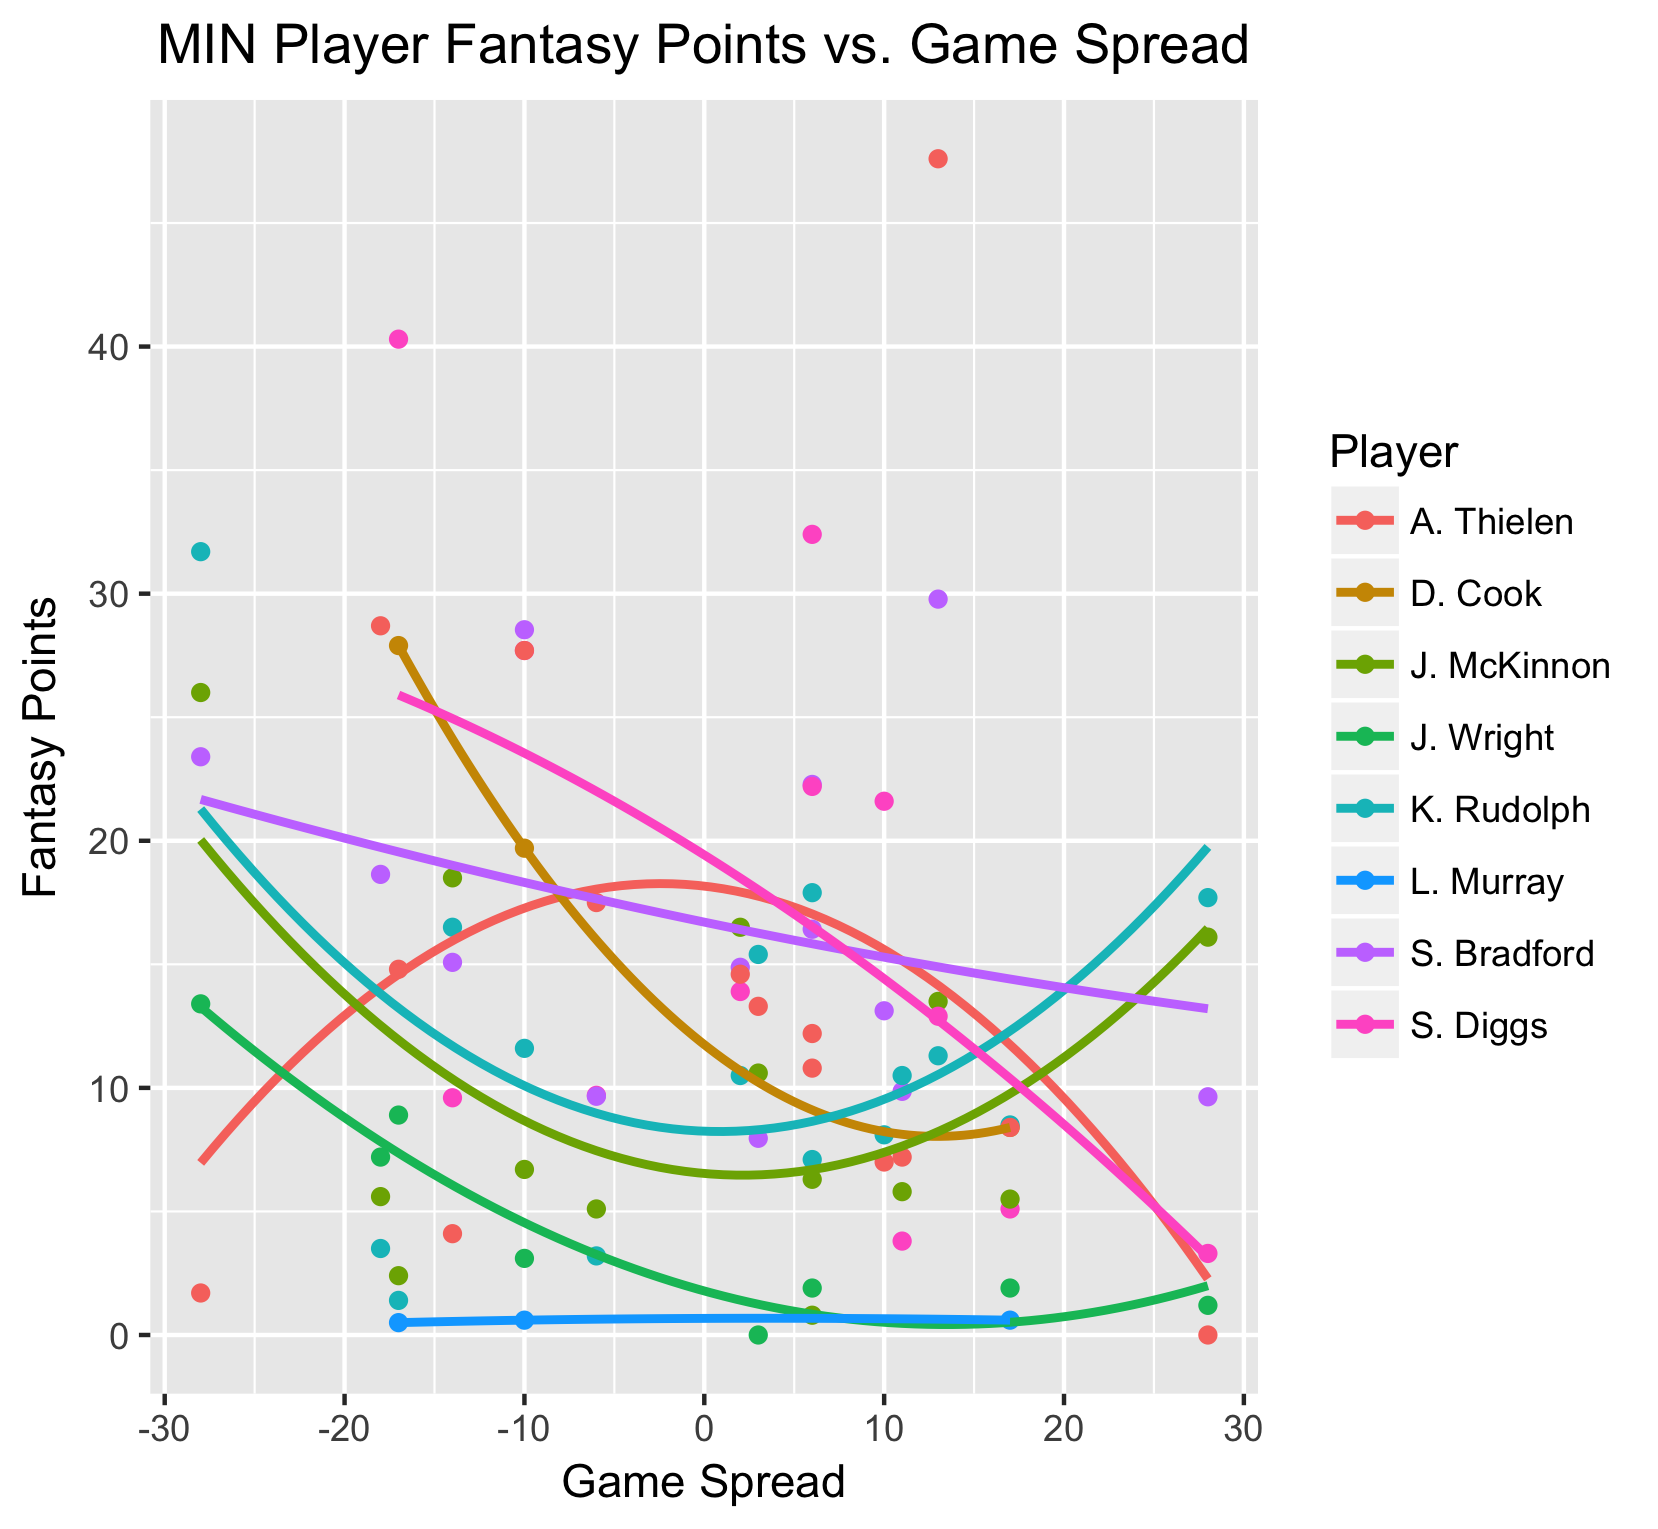 MIN Player Fantasy Points vs. Game Spread
Fantasy Points
40
30
20
10
0
-30 -20 -10 0 10 20 30
Game Spread
Player
A. Thielen
D. Cook
J. McKinnon
J. Wright
K. Rudolph
L. Murray
S. Bradford
S. Diggs